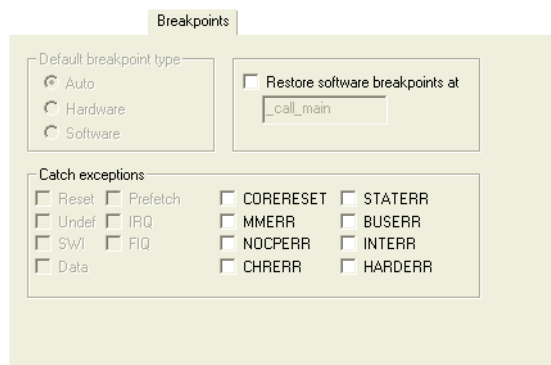 Breakpoints
Default breakpoint type
Auto
Hardware
Software
Restore software breakpoints at
_call_main
Catch exceptions
Reset Prefetch CORERESET STATERR
Undef IRQ MMERR BUSERR
SWI FIQ NOCPERR INTERR
Data CHRERR HARDERR